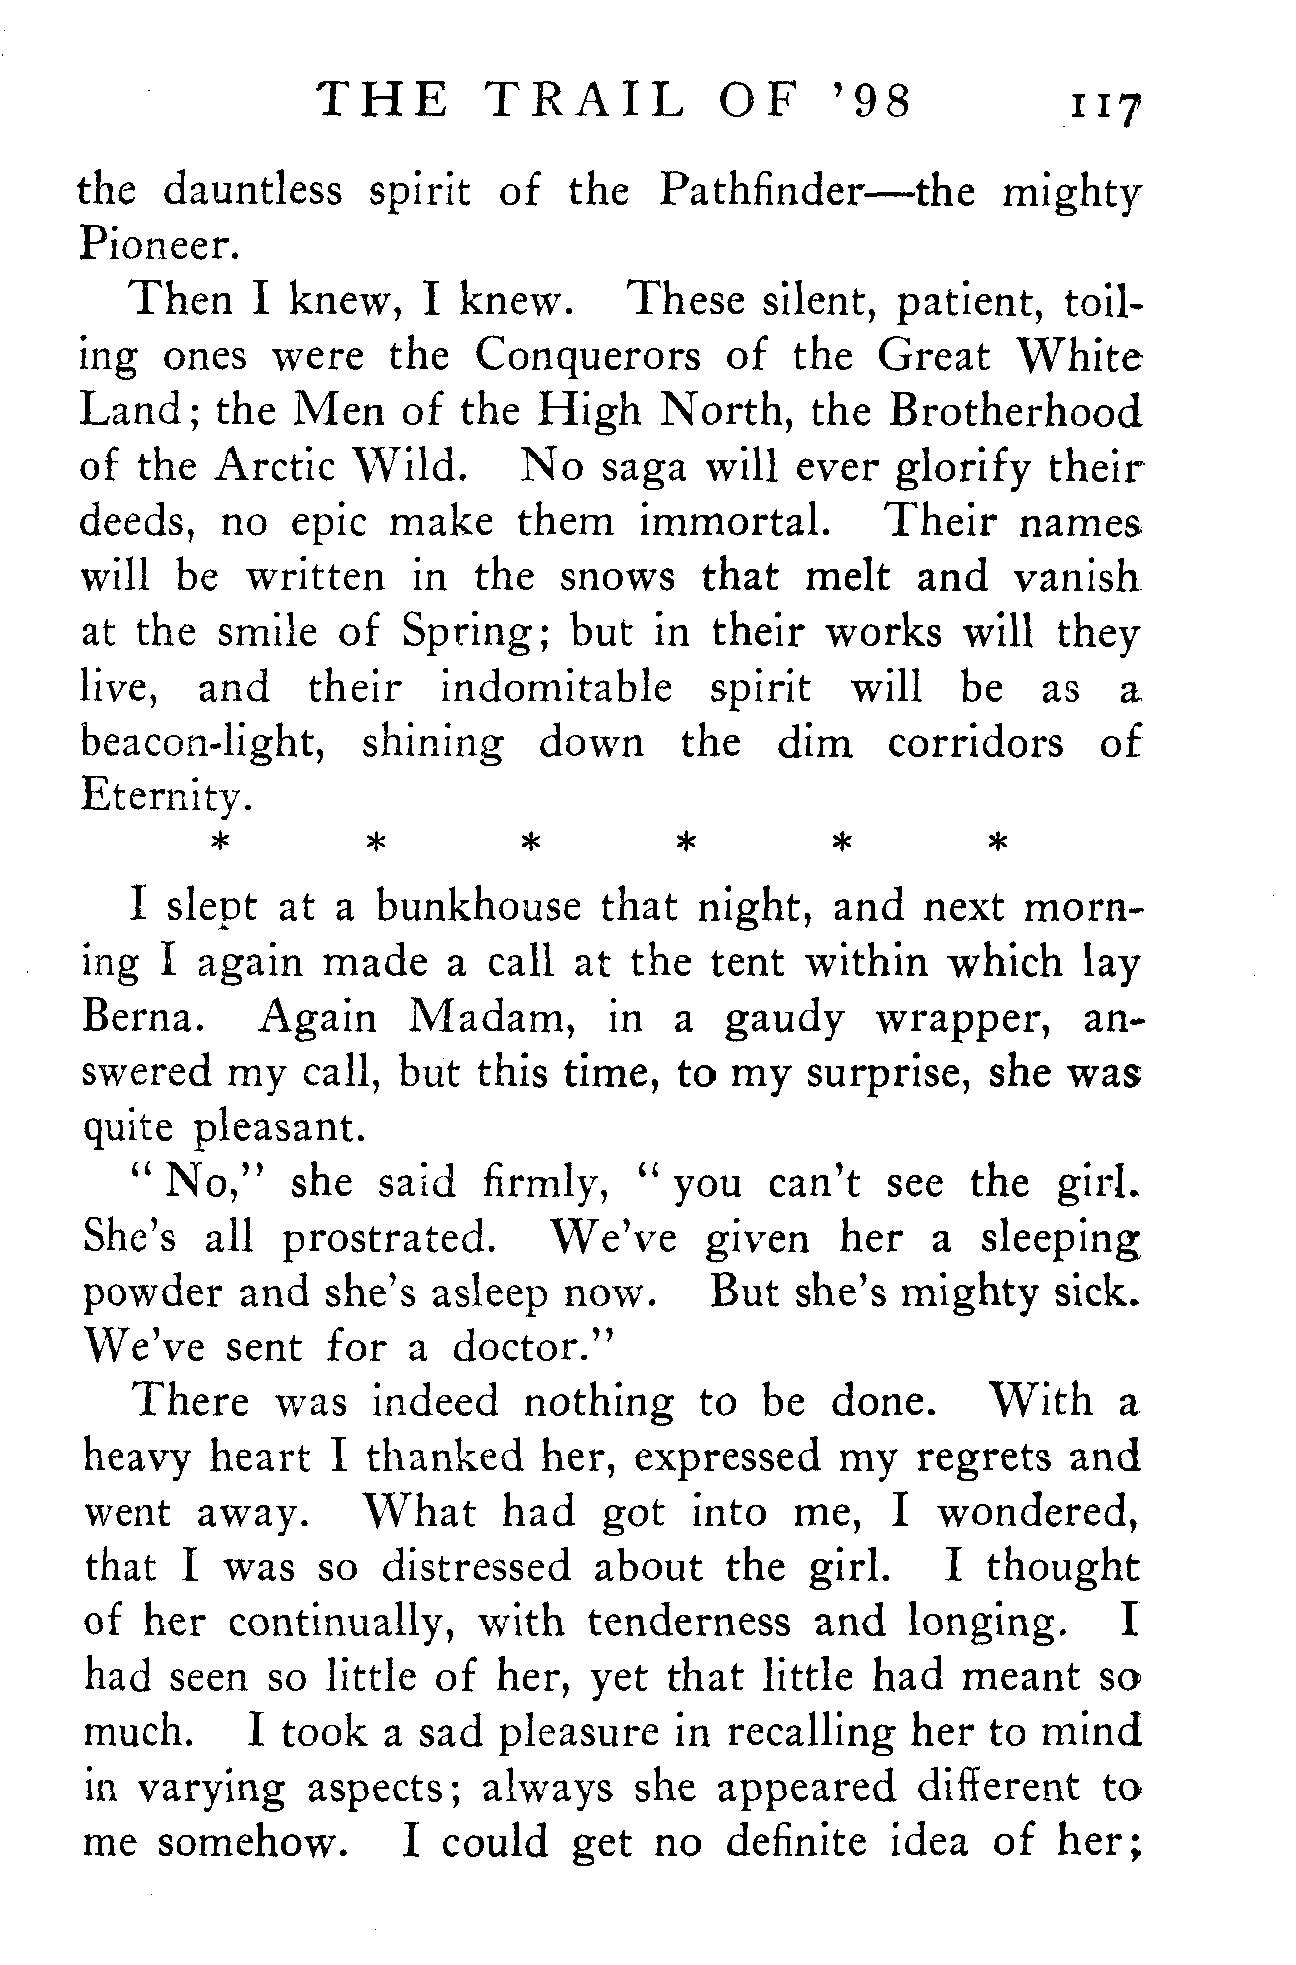 THE TRAIL OF '98 117
the dauntless spirit of the Pathfinder—the mighty
Pioneer.
Then I knew, I knew. These silent, patient, toil-
ing ones were the Conquerors of the Great White
Land; the Men of the High North, the Brotherhood
of the Arctic Wild. No saga will ever glorify their
deeds, no epic make them immortal. Their names
will be written in the snows that melt and vanish
at the smile of Spring; but in their works will they
live, and their indomitable spirit will be as a
beacon-light, shining down the dim corridors of
Eternity.
* * * * * *
I slept at a bunkhouse that night, and next morn-
ing I again made a call at the tent within which lay
Berna. Again Madam, in a gaudy wrapper, an-
swered my call, but this time, to my surprise, she was
quite pleasant.
"No," she said firmly, "you can't see the girl.
She's all prostrated. We've given her a sleeping
powder and she's asleep now. But she's mighty sick.
We've sent for a doctor."
There was indeed nothing to be done. With a
heavy heart I thanked her, expressed my regrets and
went away. What had got into me, I wondered,
that I was so distressed about the girl. I thought
of her continually, with tenderness and longing. I
had seen so little of her, yet that little had meant so
much. I took a sad pleasure in recalling her to mind
in varying aspects; always she appeared different to
me somehow. I could get no definite idea of her;